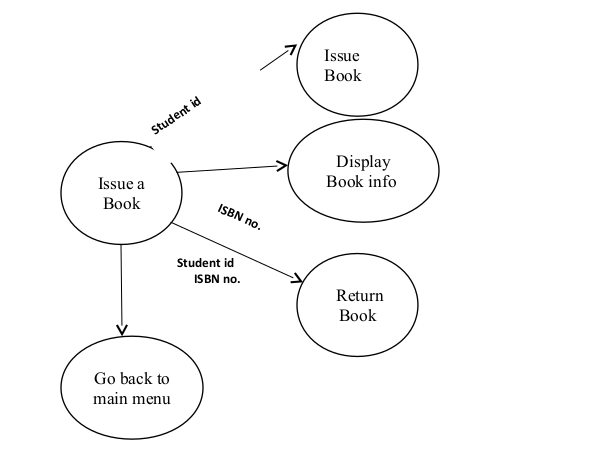 Issue
Book
Student id
Display
Book info
Issue a
Book
ISBN no.
Student id
ISBN no.
Return
Book
Go back to
main menu